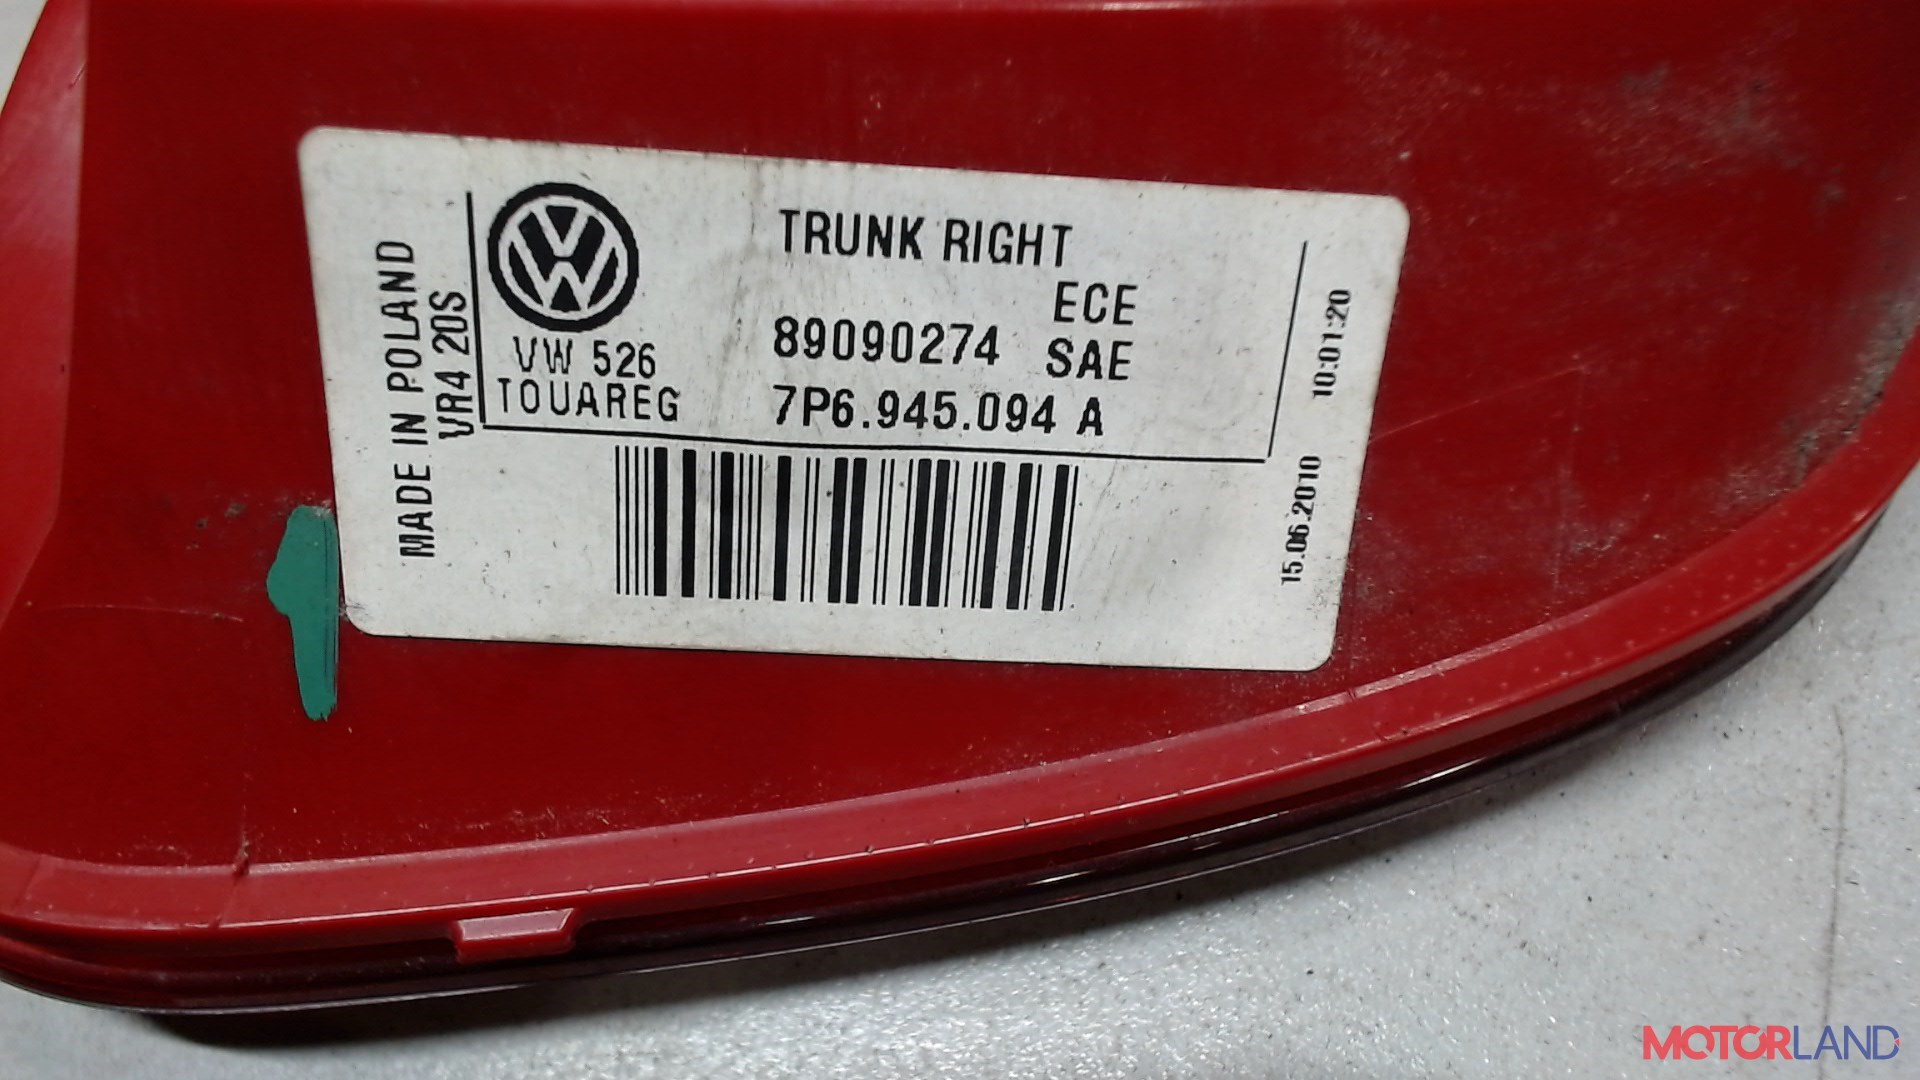 MADE IN POLAND
VR4 20S
VW 526
TOUAREG
TRUNK RIGHT
ECE
89090274 SAE
7P6.945.094 A
15.06.2010 10:01:20
MOTORLAND